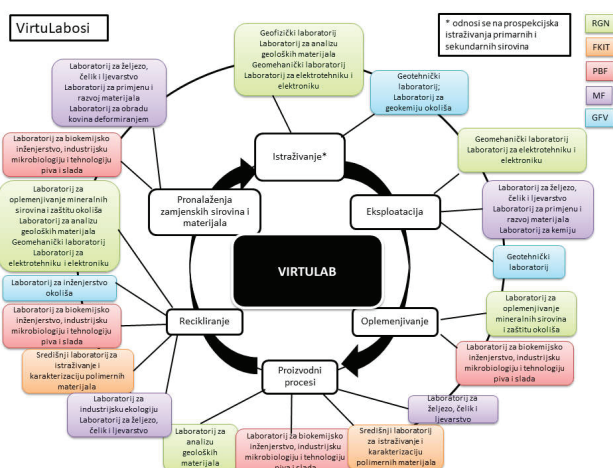 VirtuLabosi
Geofizički laboratorij
Laboratorij za analizu
geoloških materijala
Geomehanički laboratorij
Laboratorij za elektrotehniku i
elektroniku
* odnosi se na prospekcijska
istraživanja primarnih i
sekundarnih sirovina
RGN
FKIT
PBF
MF
GFV
Geotehnički
laboratorij;
Laboratorij za
geokemiju okoliša
Laboratorij za željezo,
čelik i ljevarstvo
Laboratorij za primjenu i
razvoj materijala
Laboratorij za obradu
kovina deformiranjem
Laboratorij za biokemijsko
inženjerstvo, industrijsku
mikrobiologiju i tehnologiju
piva i slada
Laboratorij za
oplemenjivanje mineralnih
sirovina i zaštitu okoliša
Laboratorij za analizu
geoloških materijala
Geomehanički laboratorij
Laboratorij za
elektrotehniku i elektroniku
Laboratorij za inženjerstvo
okoliša
Laboratorij za biokemijsko
inženjerstvo, industrijsku
mikrobiologiju i tehnologiju
piva i slada
Središnji laboratorij za
istraživanje i
karakterizaciju polimernih
materijala
Laboratorij za
industrijsku ekologiju
Laboratorij za željezo,
čelik i ljevarstvo
Istraživanje*
Pronalaženja
zamjenskih sirovina i
materijala
Eksploatacija
VIRTULAB
Recikliranje
Oplemenjivanje
Proizvodni
procesi
Geomehanički laboratorij
Laboratorij za elektrotehniku i
elektroniku
Laboratorij za željezo,
čelik i ljevarstvo
Laboratorij za primjenu i
razvoj materijala
Laboratorij za kemiju
Geotehnički
laboratorij
Laboratorij za
oplemenjivanje
mineralnih sirovina
i zaštitu okoliša
Laboratorij za biokemijsko
inženjerstvo, industrijsku
mikrobiologiju i tehnologiju
piva i slada
Laboratorij za
željezo, čelik i
ljevarstvo
Laboratorij za
analizu
geoloških
materijala
Laboratorij za biokemijsko
inženjerstvo, industrijsku
mikrobiologiju i tehnologiju
piva i slada
Središnji laboratorij
za istraživanje i
karakterizaciju
polimernih materijala